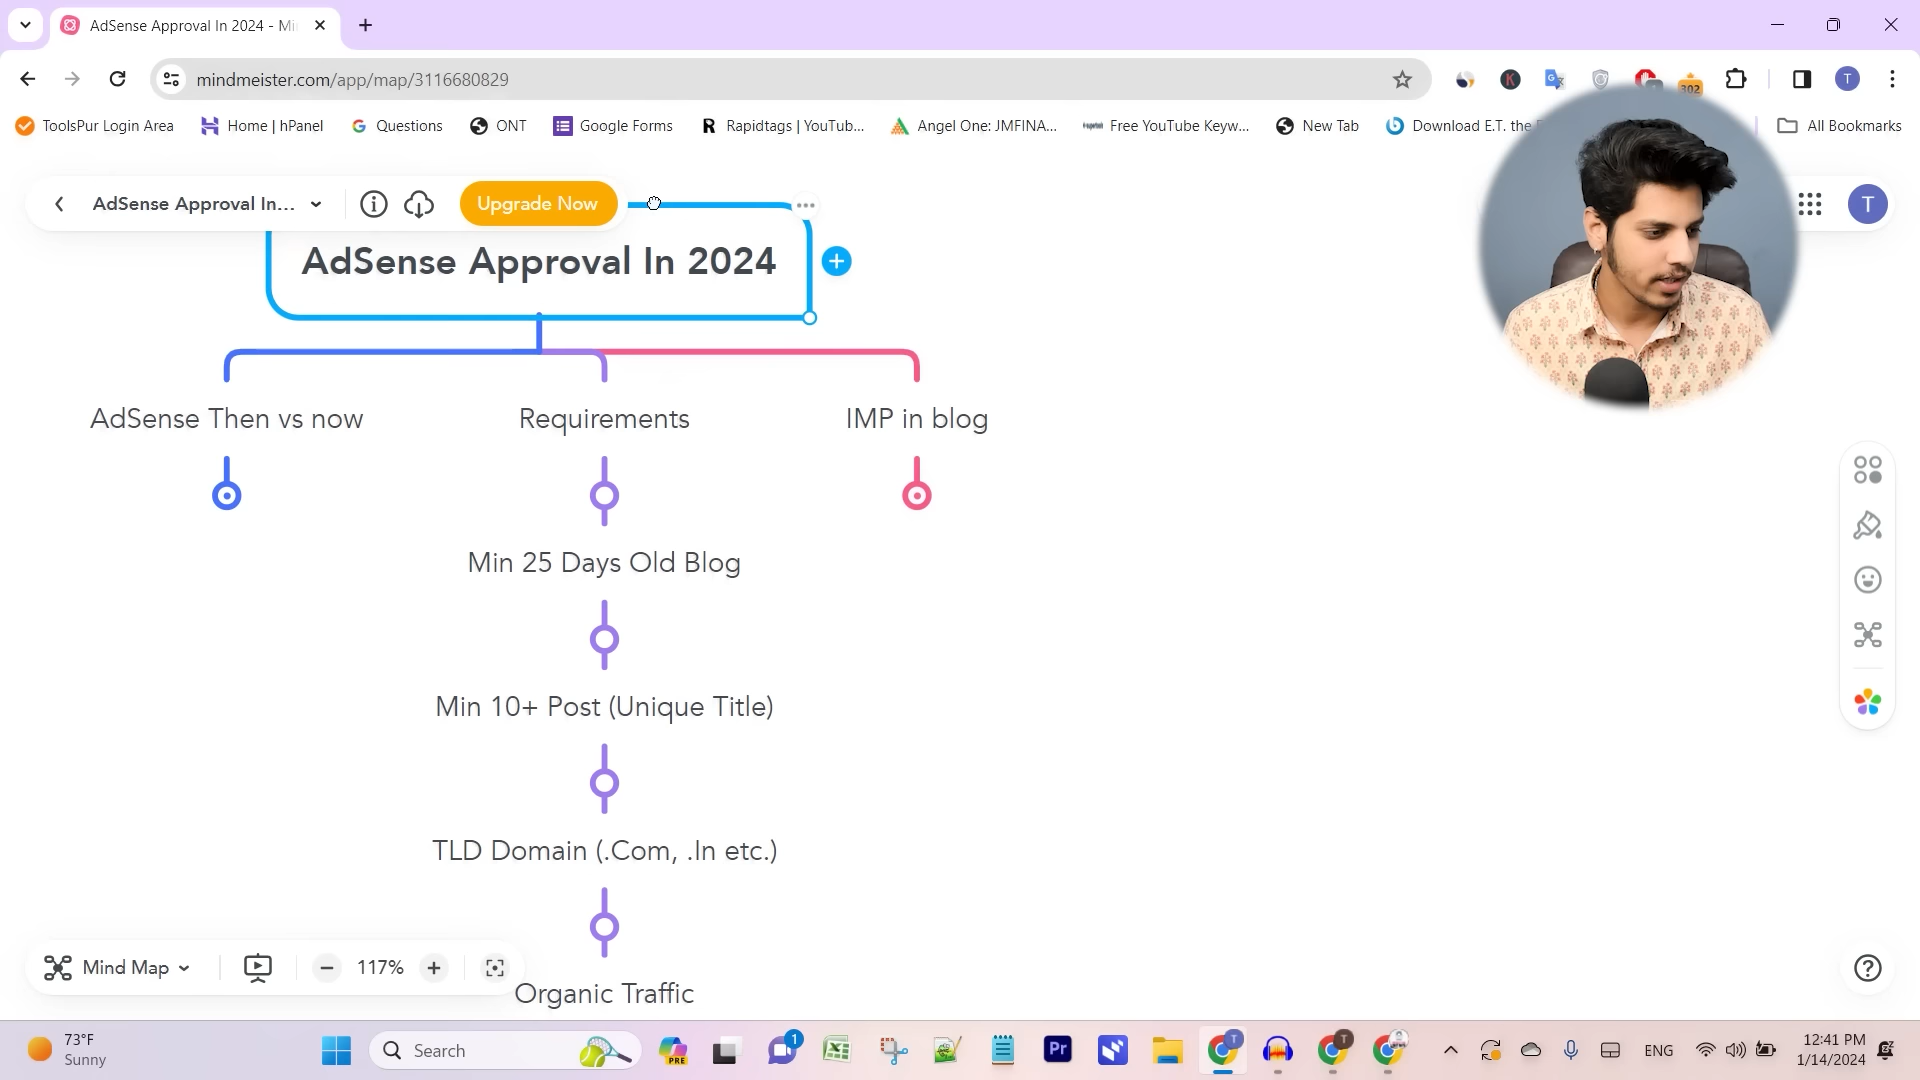 AdSense Approval In 2024 - Mi
mindmeister.com/app/map/3116680829
302
T
ToolsPur Login Area
Home | hPanel
Questions
ONT
Google Forms
Rapidtags | YouTub...
Angel One: JMFINA...
Free YouTube Keyw...
New Tab
Download E.T. the
All Bookmarks
AdSense Approval In...
Upgrade Now
T
AdSense Approval In 2024
AdSense Then vs now
Requirements
IMP in blog
Min 25 Days Old Blog
Min 10+ Post (Unique Title)
TLD Domain (.Com, .In etc.)
Organic Traffic
Mind Map
117%
73°F
Sunny
Search
PRE
1
Pr
T
T
ENG
12:41 PM
1/14/2024